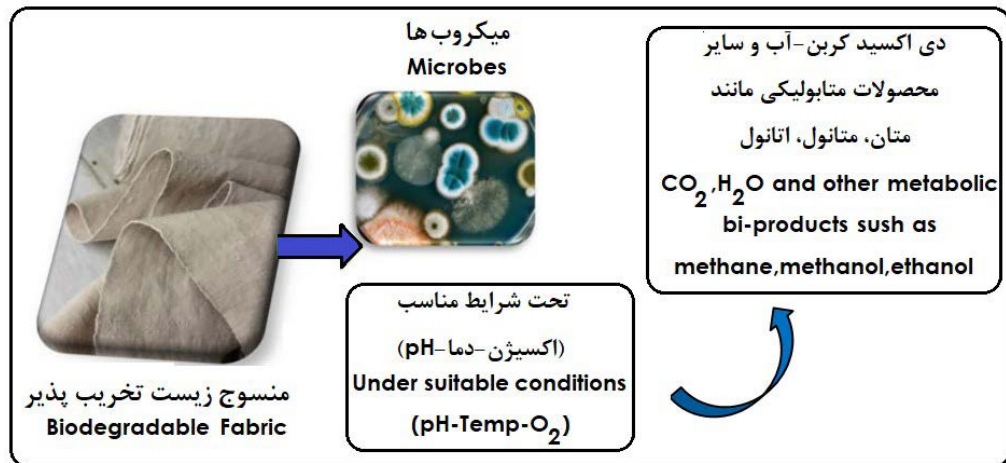 منسوج زیست تخریب پذیر
Biodegradable Fabric
میکروب ها
Microbes
تحت شرایط مناسب
(اکسیژن-دما-pH)
Under suitable conditions
(pH-Temp-O₂)
دی اکسید کربن-آب و سایر
محصولات متابولیکی مانند
متان، متانول، اتانول
CO₂,H₂O and other metabolic
bi-products sush as
methane,methanol,ethanol